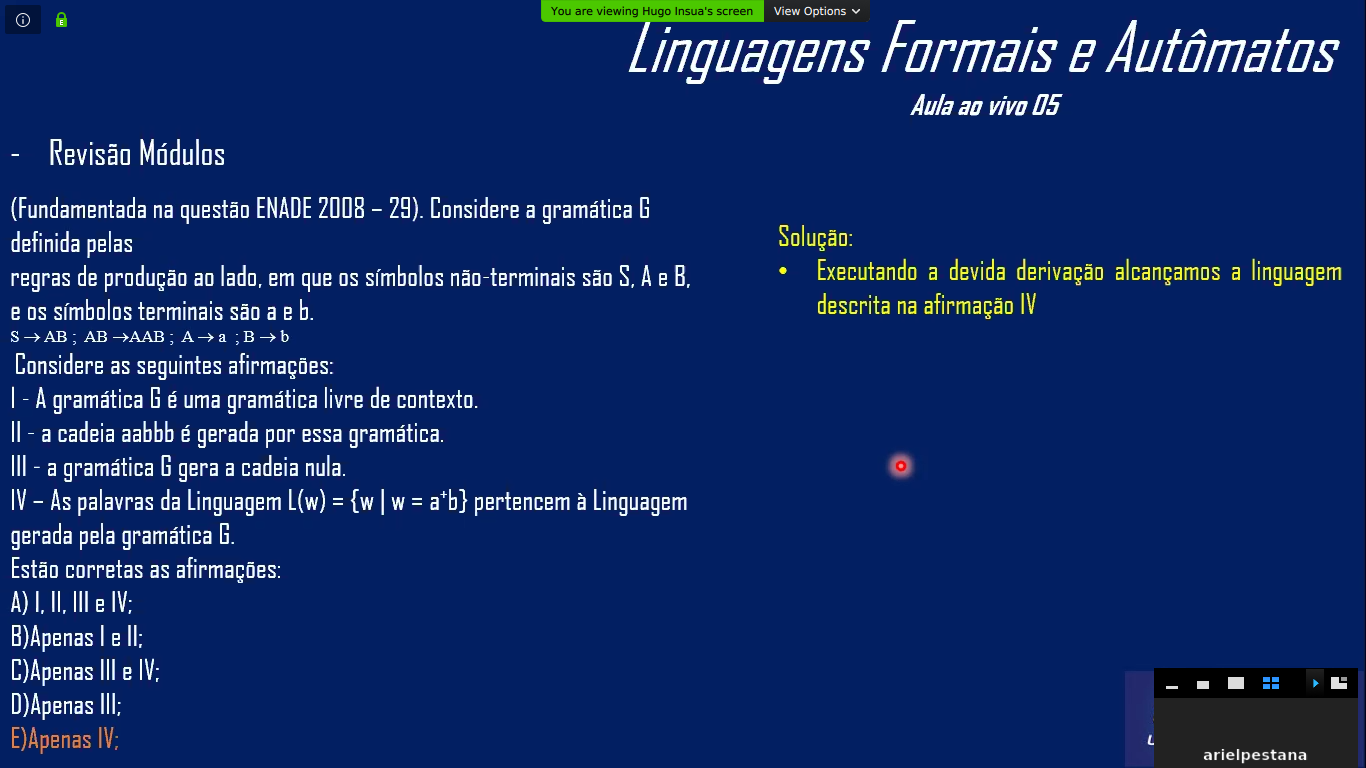 You are viewing Hugo Insua's screen View Options
Linguagens Formais e Autômatos
Aula ao vivo 05
- Revisão Módulos
(Fundamentada na questão ENADE 2008 – 29). Considere a gramática G
definida pelas
regras de produção ao lado, em que os símbolos não-terminais são S, A e B,
e os símbolos terminais são a e b.
S → AB ; AB →AAB ; A → a ; B → b
Considere as seguintes afirmações:
I - A gramática G é uma gramática livre de contexto.
II - a cadeia aabbb é gerada por essa gramática.
III - a gramática G gera a cadeia nula.
IV – As palavras da Linguagem L(w) = {w | w = a⁺b} pertencem à Linguagem
gerada pela gramática G.
Estão corretas as afirmações:
A) I, II, III e IV;
B)Apenas I e II;
C)Apenas III e IV;
D)Apenas III;
E)Apenas IV;
Solução:
• Executando a devida derivação alcançamos a linguagem
descrita na afirmação IV
arielpestana